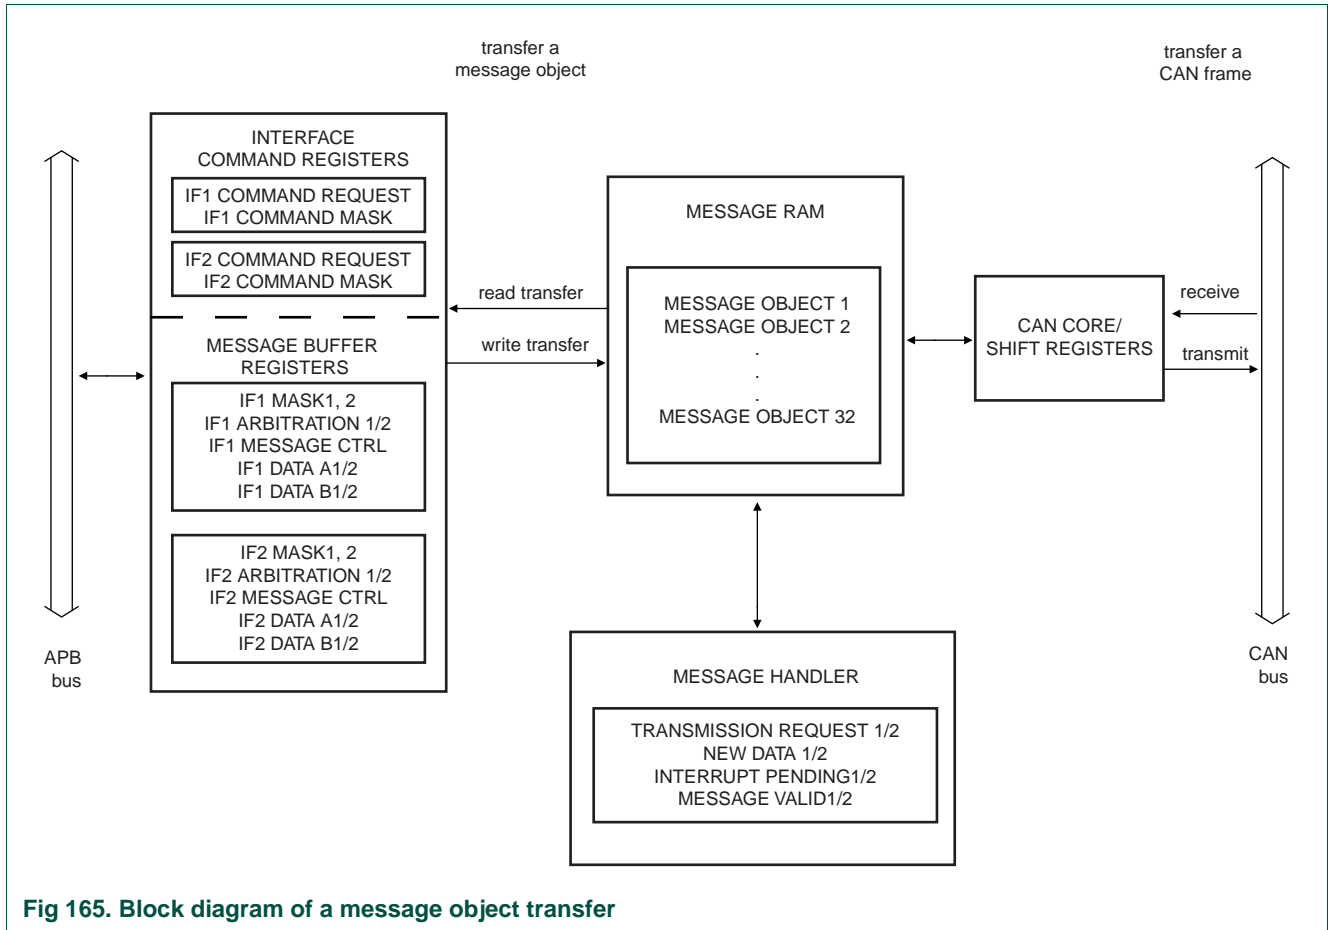 transfer a
message object
transfer a
CAN frame
INTERFACE
COMMAND REGISTERS
IF1 COMMAND REQUEST
IF1 COMMAND MASK
IF2 COMMAND REQUEST
IF2 COMMAND MASK
MESSAGE BUFFER
REGISTERS
IF1 MASK1, 2
IF1 ARBITRATION 1/2
IF1 MESSAGE CTRL
IF1 DATA A1/2
IF1 DATA B1/2
IF2 MASK1, 2
IF2 ARBITRATION 1/2
IF2 MESSAGE CTRL
IF2 DATA A1/2
IF2 DATA B1/2
APB
bus
read transfer
write transfer
MESSAGE RAM
MESSAGE OBJECT 1
MESSAGE OBJECT 2
.
.
.
MESSAGE OBJECT 32
CAN CORE/
SHIFT REGISTERS
receive
transmit
CAN
bus
MESSAGE HANDLER
TRANSMISSION REQUEST 1/2
NEW DATA 1/2
INTERRUPT PENDING1/2
MESSAGE VALID1/2
Fig 165. Block diagram of a message object transfer